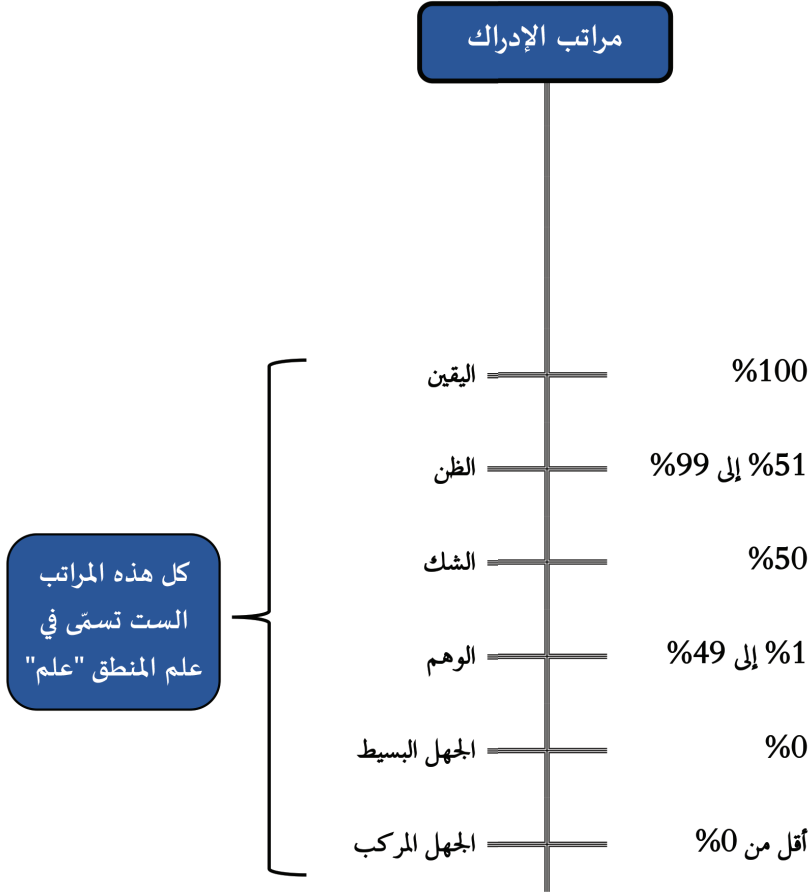 مراتب الإدراك
%100
اليقين
%51 إلى 99%
الظن
%50
الشك
%1 إلى 49%
الوهم
%0
الجهل البسيط
أقل من 0%
الجهل المركب
كل هذه المراتب
الست تسمّى في
علم المنطق "علم"